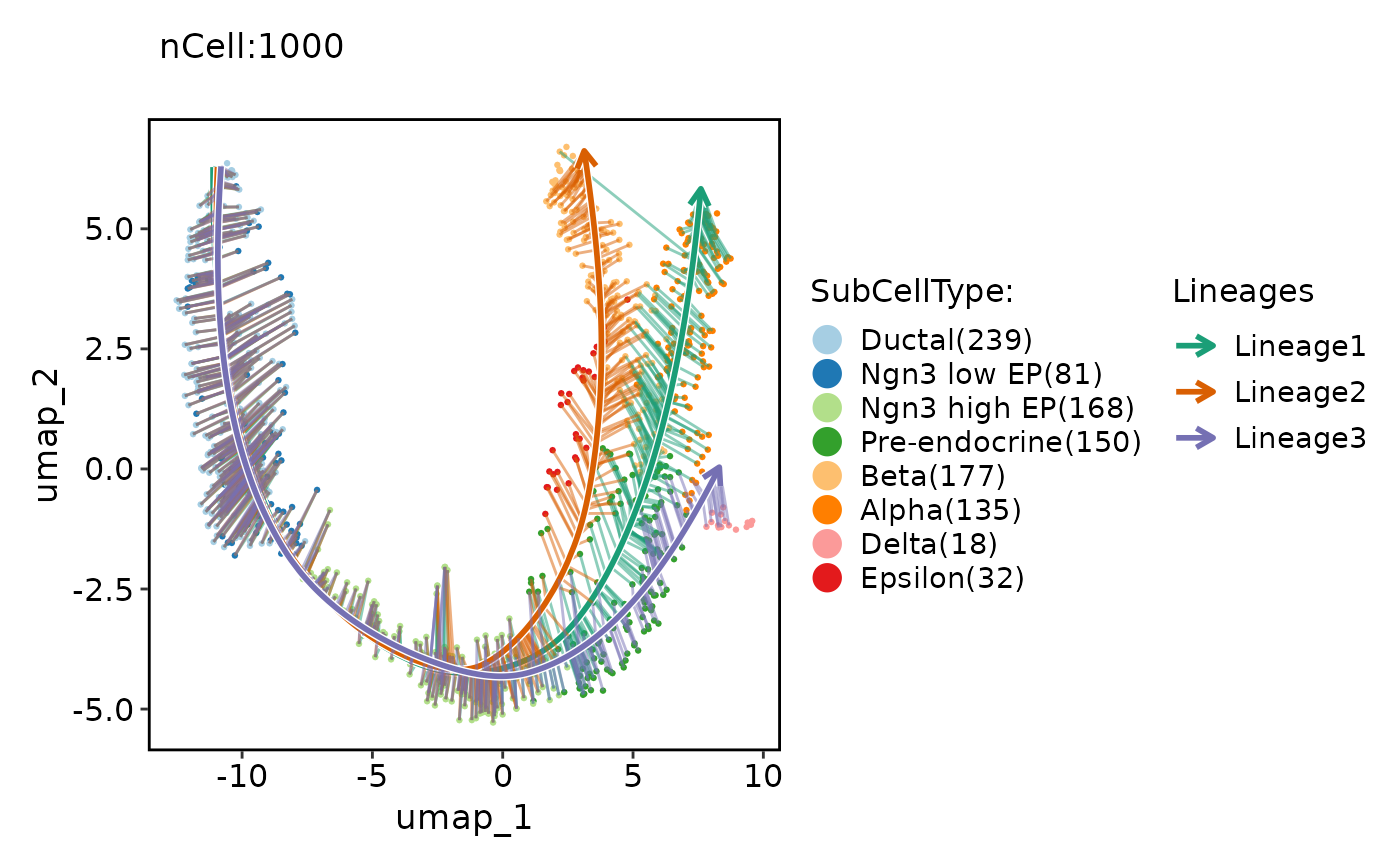 nCell:1000
umap_2
5.0
2.5
0.0
-2.5
-5.0
-10
-5
0
5
10
umap_1
SubCellType:
Ductal(239)
Ngn3 low EP(81)
Ngn3 high EP(168)
Pre-endocrine(150)
Beta(177)
Alpha(135)
Delta(18)
Epsilon(32)
Lineages
Lineage1
Lineage2
Lineage3